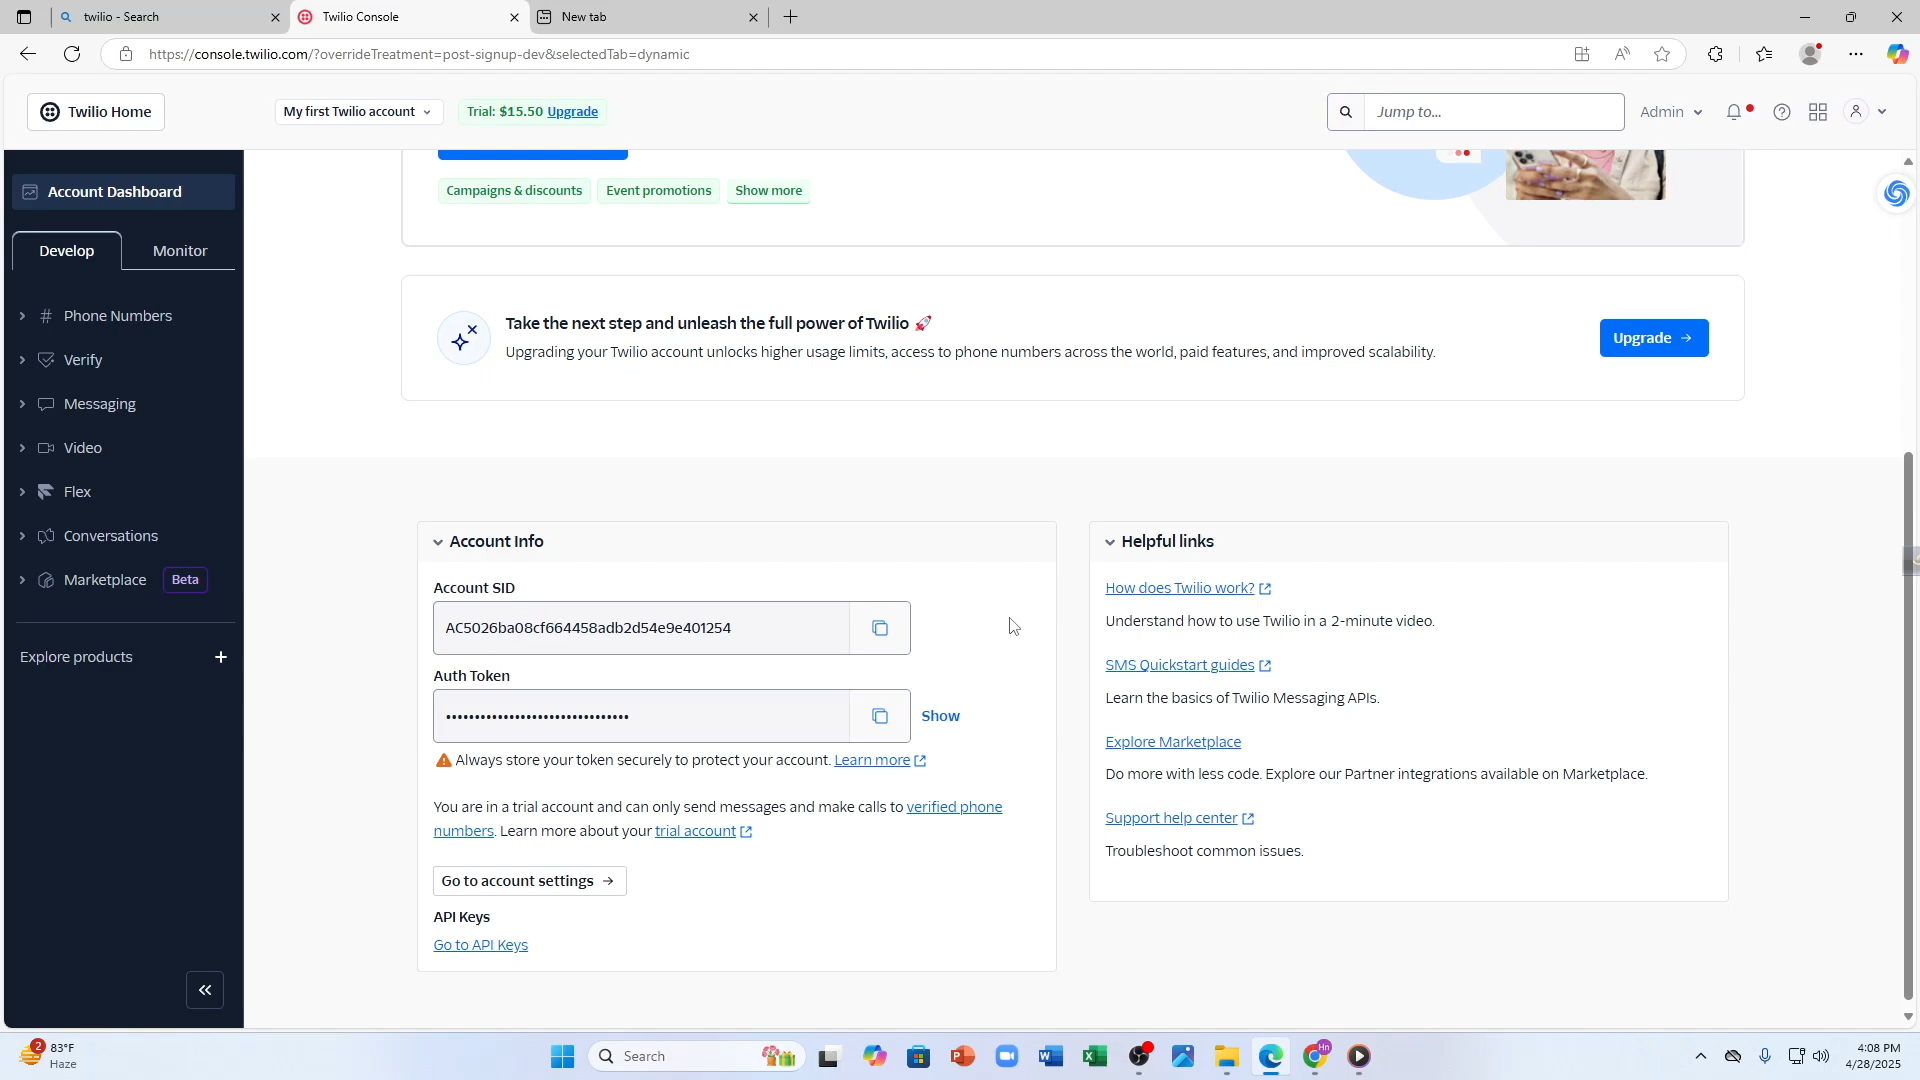 twilio - Search
Twilio Console
New tab
https://console.twilio.com/?overrideTreatment=post-signup-dev&selectedTab=dynamic
Twilio Home
My first Twilio account
Trial: $15.50 Upgrade
Jump to...
Admin
Account Dashboard
Develop
Monitor
Phone Numbers
Verify
Messaging
Video
Flex
Conversations
Marketplace
Beta
Explore products
Campaigns & discounts
Event promotions
Show more
Take the next step and unleash the full power of Twilio 🚀
Upgrading your Twilio account unlocks higher usage limits, access to phone numbers across the world, paid features, and improved scalability.
Upgrade
Account Info
Account SID
AC5026ba08cf664458adb2d54e9e401254
Auth Token
••••••••••••••••••••••••••••••••
Show
Always store your token securely to protect your account. Learn more
You are in a trial account and can only send messages and make calls to verified phone
numbers. Learn more about your trial account
Go to account settings
API Keys
Go to API Keys
Helpful links
How does Twilio work?
Understand how to use Twilio in a 2-minute video.
SMS Quickstart guides
Learn the basics of Twilio Messaging APIs.
Explore Marketplace
Do more with less code. Explore our Partner integrations available on Marketplace.
Support help center
Troubleshoot common issues.
2
83°F
Haze
Search
Hn
4:08 PM
4/28/2025